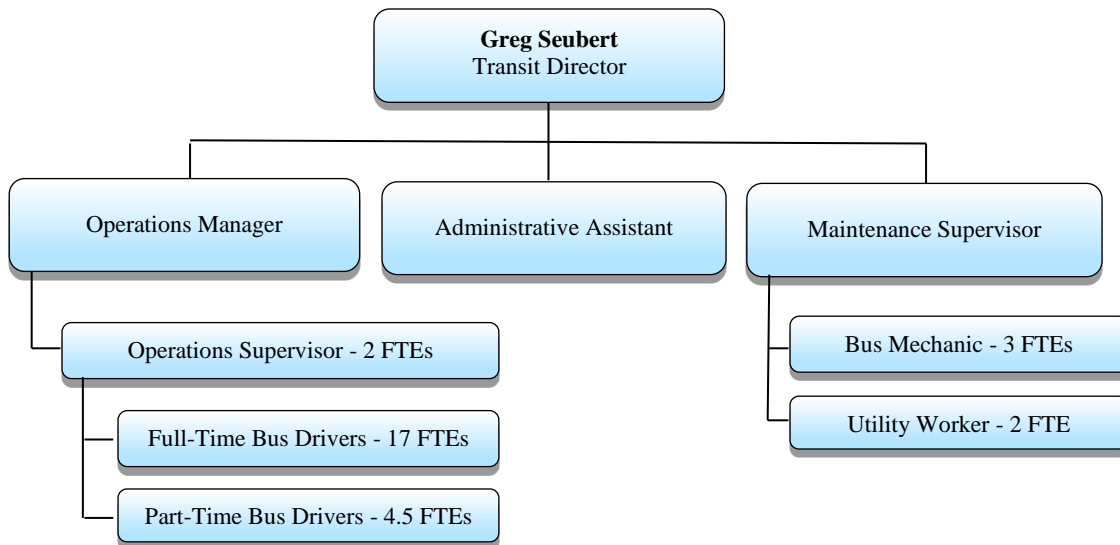 Greg Seubert
Transit Director
Operations Manager
Administrative Assistant
Maintenance Supervisor
Operations Supervisor - 2 FTEs
Bus Mechanic - 3 FTEs
Full-Time Bus Drivers - 17 FTEs
Utility Worker - 2 FTE
Part-Time Bus Drivers - 4.5 FTEs